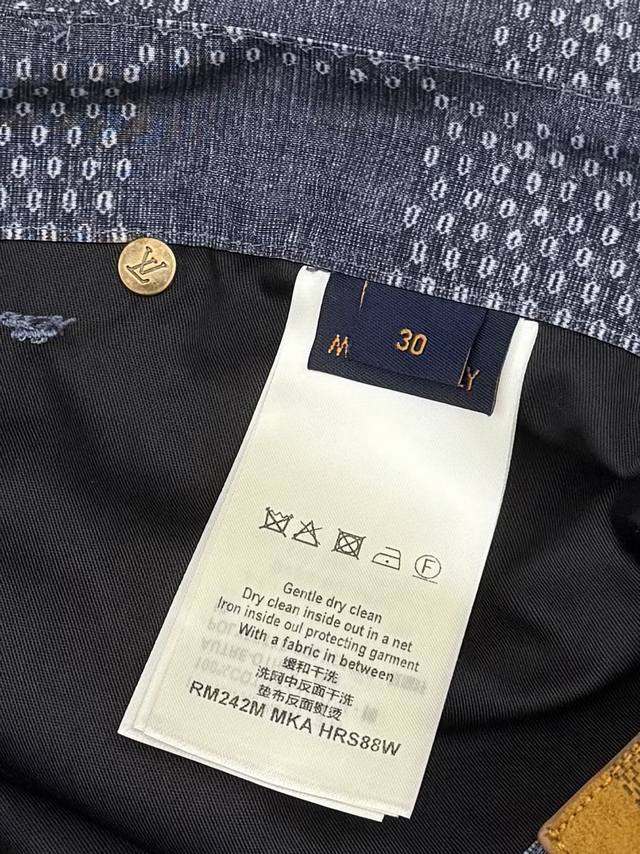 LV
M
30
LY
F
Gentle dry clean
Dry clean inside out in a net
Iron inside oul protecting garment
With a fabric in between
缓和干洗
洗网中反面干洗
垫布反面熨烫
RM242M MKA HRS88W